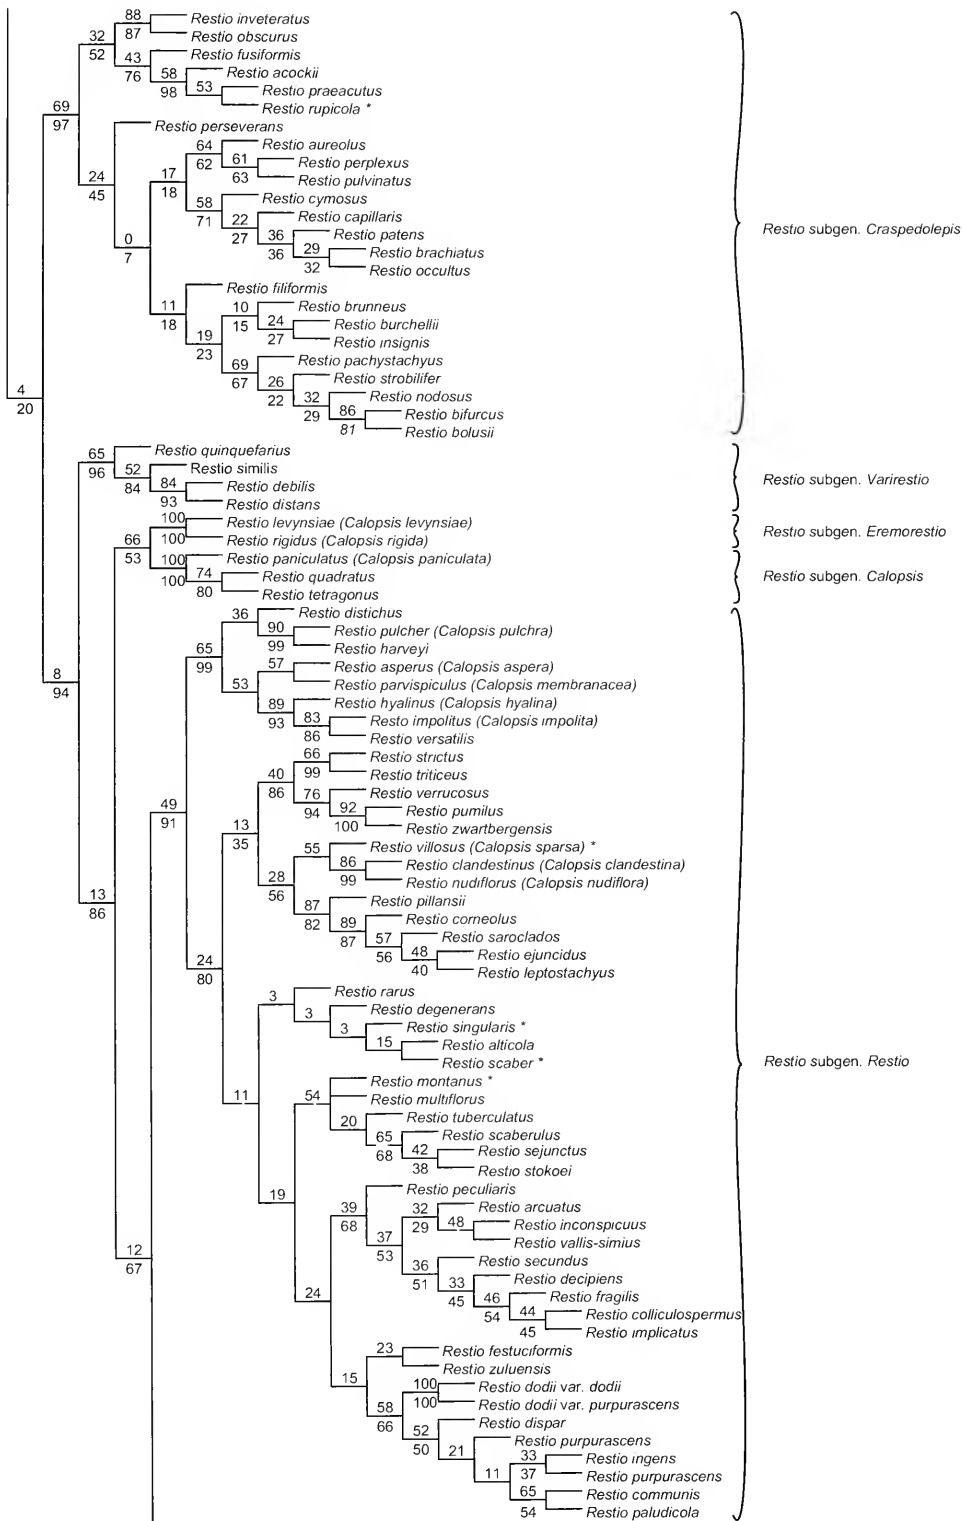 88
Restio inveteratus
32
87
Restio obscurus
52
43
Restio fusiformis
76
58
Restio acockii
98
53
Restio praeacutus
69
Restio rupicola *
97
Restio perseverans
64
Restio aureolus
17
62
61
Restio perplexus
24
18
63
Restio pulvinatus
45
58
Restio cymosus
71
22
Restio capillaris
27
36
Restio patens
0
36
29
Restio brachiatus
7
32
Restio occultus
Restio subgen. Craspedolepis
11
Restio filiformis
18
10
Restio brunneus
15
24
Restio burchellii
19
27
Restio insignis
23
69
Restio pachystachyus
67
26
Restio strobilifer
4
22
32
Restio nodosus
20
29
86
Restio bifurcus
81
Restio bolusii
65
Restio quinquefarius
96
52
Restio similis
84
84
Restio debilis
93
Restio distans
Restio subgen. Varirestio
100
Restio levynsiae (Calopsis levynsiae)
66
100
Restio rigidus (Calopsis rigida)
Restio subgen. Eremorestio
53
100
Restio paniculatus (Calopsis paniculata)
100
74
Restio quadratus
80
Restio tetragonus
Restio subgen. Calopsis
36
Restio distichus
90
Restio pulcher (Calopsis pulchra)
65
99
Restio harveyi
99
57
Restio asperus (Calopsis aspera)
8
53
Restio parvispiculus (Calopsis membranacea)
94
89
Restio hyalinus (Calopsis hyalina)
93
83
Resto impolitus (Calopsis impolita)
86
Restio versatilis
66
Restio strictus
40
99
Restio triticeus
86
76
Restio verrucosus
49
94
92
Restio pumilus
91
13
100
Restio zwartbergensis
35
55
Restio villosus (Calopsis sparsa) *
28
86
Restio clandestinus (Calopsis clandestina)
56
99
Restio nudiflorus (Calopsis nudiflora)
13
87
Restio pillansii
86
82
89
Restio corneolus
87
57
Restio saroclados
24
56
48
Restio ejuncidus
80
40
Restio leptostachyus
3
Restio rarus
3
Restio degenerans
3
Restio singularis *
15
Restio alticola
Restio scaber *
Restio subgen. Restio
11
54
Restio montanus *
Restio multiflorus
20
Restio tuberculatus
65
Restio scaberulus
68
42
Restio sejunctus
38
Restio stokoei
19
39
Restio peculiaris
68
32
Restio arcuatus
37
29
48
Restio inconspicuus
53
Restio vallis-simius
12
36
Restio secundus
67
51
33
Restio decipiens
24
45
46
Restio fragilis
54
44
Restio colliculospermus
45
Restio implicatus
23
Restio festuciformis
15
Restio zuluensis
100
Restio dodii var. dodii
58
100
Restio dodii var. purpurascens
66
52
Restio dispar
50
21
Restio purpurascens
33
Restio ingens
11
37
Restio purpurascens
65
Restio communis
54
Restio paludicola